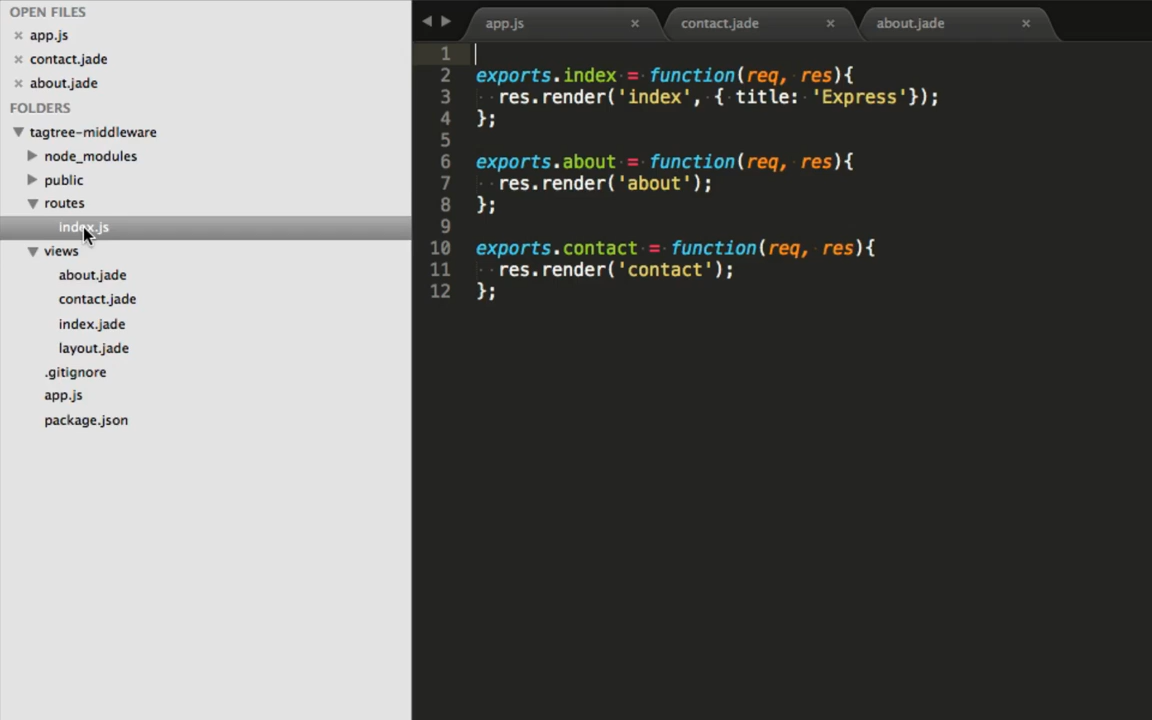 OPEN FILES
app.js
contact.jade
about.jade
FOLDERS
tagtree-middleware
node_modules
public
routes
index.js
views
about.jade
contact.jade
index.jade
layout.jade
.gitignore
app.js
package.json
app.js contact.jade about.jade
1
2 exports.index = function(req, res){
3 res.render('index', { title: 'Express'});
4 };
5
6 exports.about = function(req, res){
7 res.render('about');
8 };
9
10 exports.contact = function(req, res){
11 res.render('contact');
12 };